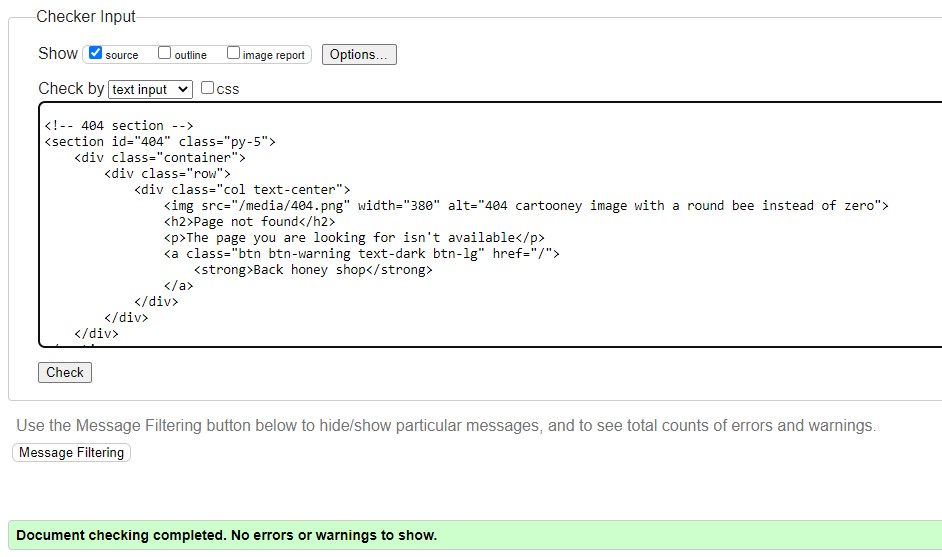 Checker Input
Show source outline image report Options...
Check by text input css
<!-- 404 section -->
<section id="404" class="py-5">
    <div class="container">
        <div class="row">
            <div class="col text-center">
                <img src="/media/404.png" width="380" alt="404 cartooney image with a round bee instead of zero">
                <h2>Page not found</h2>
                <p>The page you are looking for isn't available</p>
                <a class="btn btn-warning text-dark btn-lg" href="/">
                    <strong>Back honey shop</strong>
                </a>
            </div>
        </div>
    </div>
Check
Use the Message Filtering button below to hide/show particular messages, and to see total counts of errors and warnings.
Message Filtering
Document checking completed. No errors or warnings to show.